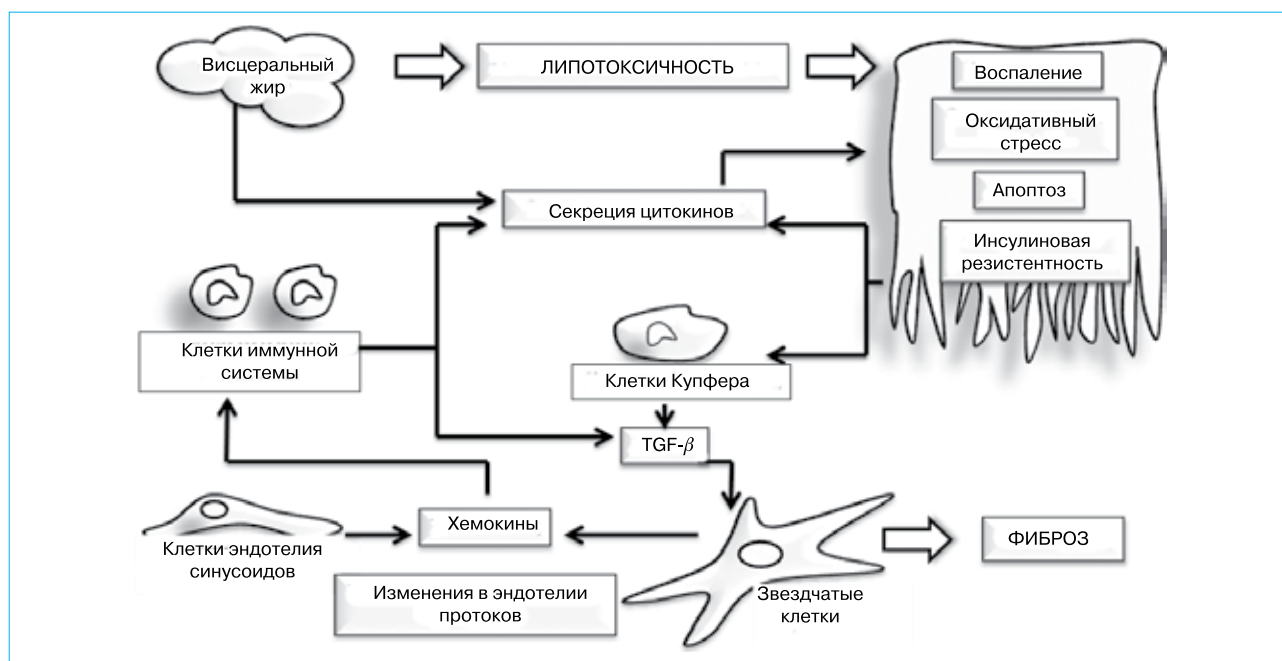 Висцеральный
жир
ЛИПОТОКСИЧНОСТЬ
Воспаление
Оксидативный
стресс
Апоптоз
Инсулиновая
резистентность
Секреция цитокинов
Клетки иммунной
системы
Клетки Купфера
TGF-β
Хемокины
Клетки эндотелия
синусоидов
Изменения в эндотелии
протоков
Звездчатые
клетки
ФИБРОЗ